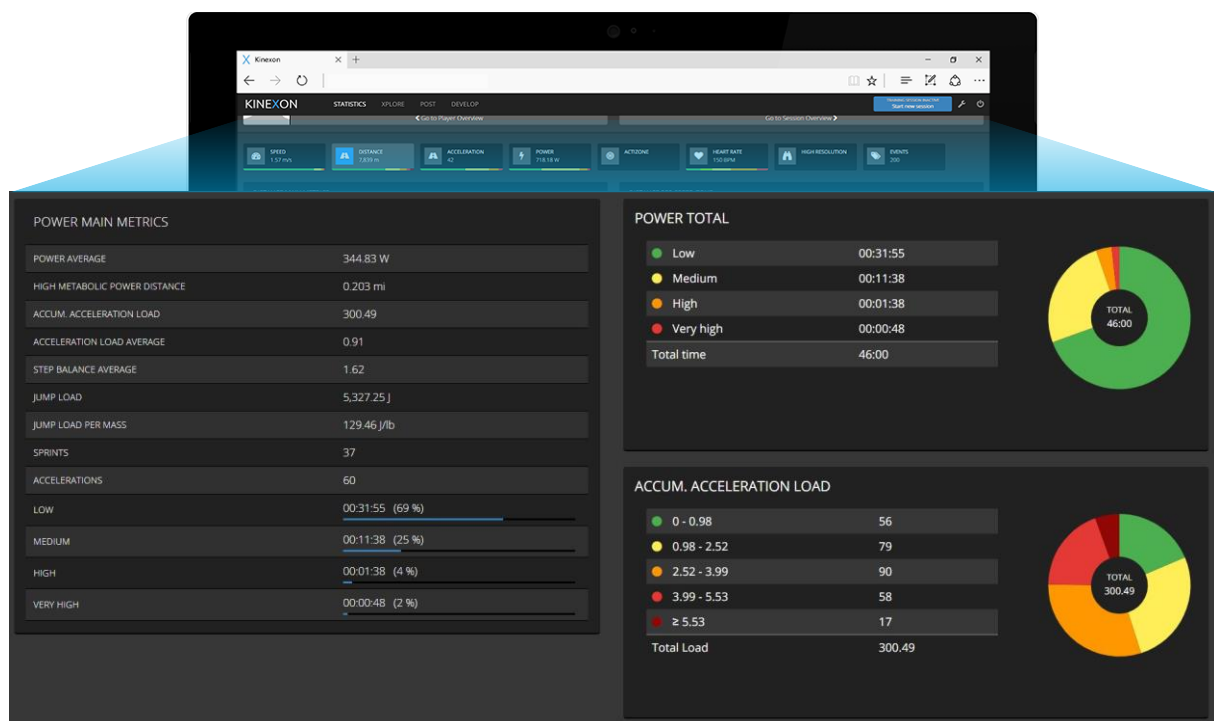 Kinexon
KINEXON STATISTICS XPLORE POST DEVELOP
Start new session
Go to Player Overview
Go to Session Overview
SPEED
1.57 m/s
DISTANCE
7,839 m
ACCELERATION
42
POWER
718.18 W
ACTIZONE
HEART RATE
150 BPM
HIGH RESOLUTION
EVENTS
200
POWER MAIN METRICS
POWER AVERAGE 344.83 W
HIGH METABOLIC POWER DISTANCE 0.203 mi
ACCUM. ACCELERATION LOAD 300.49
ACCELERATION LOAD AVERAGE 0.91
STEP BALANCE AVERAGE 1.62
JUMP LOAD 5,327.25 J
JUMP LOAD PER MASS 129.46 J/lb
SPRINTS 37
ACCELERATIONS 60
LOW 00:31:55 (69 %)
MEDIUM 00:11:38 (25 %)
HIGH 00:01:38 (4 %)
VERY HIGH 00:00:48 (2 %)
POWER TOTAL
Low 00:31:55
Medium 00:11:38
High 00:01:38
Very high 00:00:48
Total time 46:00
TOTAL
46:00
ACCUM. ACCELERATION LOAD
0 - 0.98 56
0.98 - 2.52 79
2.52 - 3.99 90
3.99 - 5.53 58
≥ 5.53 17
Total Load 300.49
TOTAL
300.49